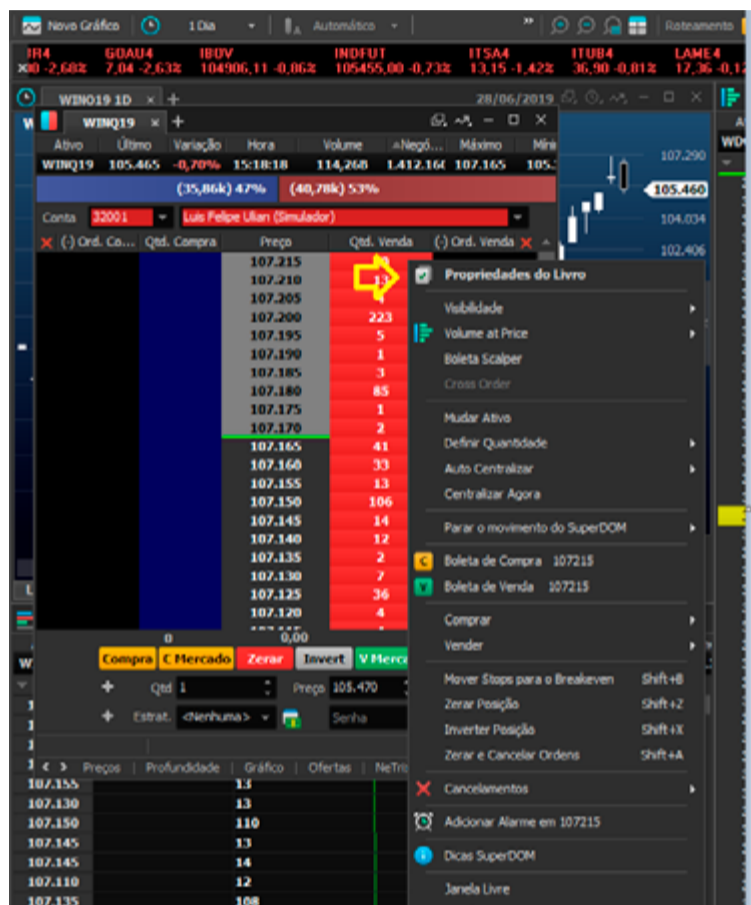 Novo Gráfico 1 Dia Automático » Roteamento
IR4 GOAU4 IBOV INDFUT ITSA4 ITUB4 LAME4
-2,68% 7,04 -2,63% 104906,11 -0,86% 105455,00 -0,73% 13,15 -1,42% 36,90 -0,81% 17,36
WINO19 1D × + 28/06/2019
WINQ19 × +
Ativo Último Variação Hora Volume Negó... Máximo
WINQ19 105.465 -0,70% 15:18:18 114,268 107.165
107.290
105.460
104.034
102.406
(35,86k) 47% (40,78k) 53%
Conta 32001 Luis Felipe Ulian (Simulador)
(-) Ord. Co... Qtd. Compra Preço Qtd. Venda (-) Ord. Venda
107.215
107.210 13
107.205
107.200 223
107.195 5
107.190 1
107.185 3
107.180 85
107.175 1
107.170 2
107.165 41
107.160 33
107.155 13
107.150 106
107.145 14
107.140 12
107.135 2
107.130 7
107.125 36
107.120 4
0 0,00
Compra C Mercado Zerar Invert V Merca
Qtd 1 Preço 105.470
Estrat. <Nenhuma> Senha
Preços | Profundidade | Gráfico | Ofertas |
107.155 13
107.130 13
107.150 110
107.145 13
107.145 14
107.110 12
107.135 108
Propriedades do Livro
Visibilidade
Volume at Price
Boleta Scalper
Cross Order
Mudar Ativo
Definir Quantidade
Auto Centralizar
Centralizar Agora
Parar o movimento do SuperDOM
C Boleta de Compra 107215
V Boleta de Venda 107215
Comprar
Vender
Mover Stops para o Breakeven Shift+B
Zerar Posição Shift+Z
Inverter Posição Shift+X
Zerar e Cancelar Ordens Shift+A
Cancelamentos
Adicionar Alarme em 107215
Dicas SuperDOM
Janela Livre